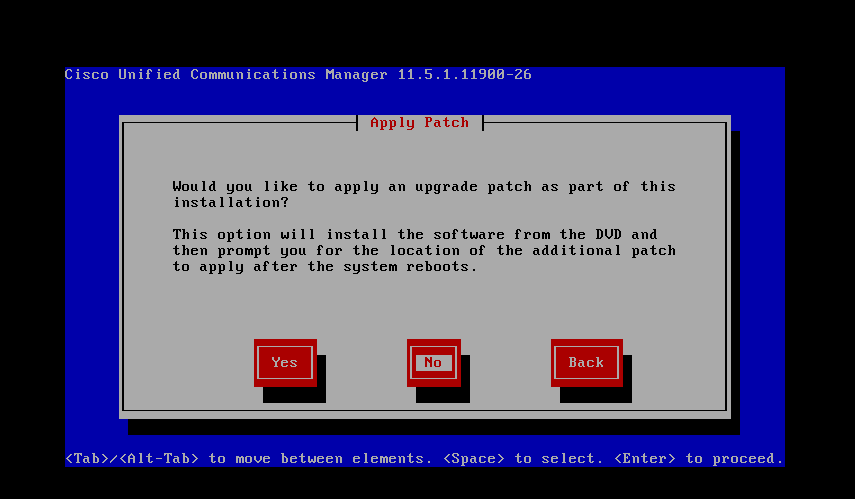 Cisco Unified Communications Manager 11.5.1.11900-26
Apply Patch
Would you like to apply an upgrade patch as part of this
installation?
This option will install the software from the DVD and
then prompt you for the location of the additional patch
to apply after the system reboots.
Yes No Back
<Tab>/<Alt-Tab> to move between elements. <Space> to select. <Enter> to proceed.